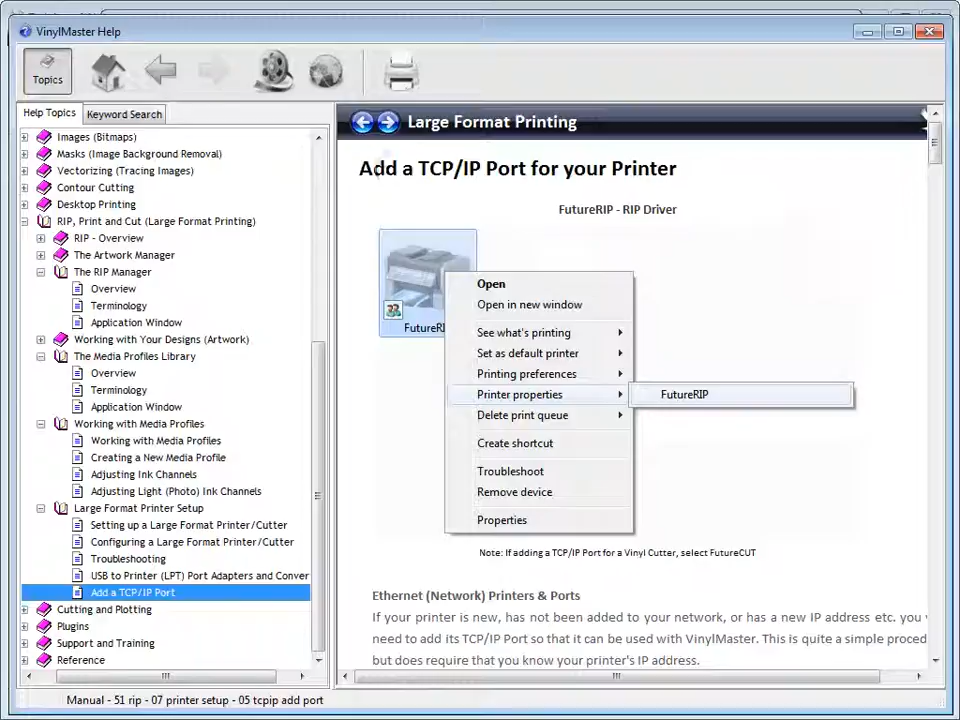 VinylMaster Help
Topics
Help Topics
Keyword Search
Images (Bitmaps)
Masks (Image Background Removal)
Vectorizing (Tracing Images)
Contour Cutting
Desktop Printing
RIP, Print and Cut (Large Format Printing)
RIP - Overview
The Artwork Manager
The RIP Manager
Overview
Terminology
Application Window
Working with Your Designs (Artwork)
The Media Profiles Library
Overview
Terminology
Application Window
Working with Media Profiles
Working with Media Profiles
Creating a New Media Profile
Adjusting Ink Channels
Adjusting Light (Photo) Ink Channels
Large Format Printer Setup
Setting up a Large Format Printer/Cutter
Configuring a Large Format Printer/Cutter
Troubleshooting
USB to Printer (LPT) Port Adapters and Conver
Add a TCP/IP Port
Cutting and Plotting
Plugins
Support and Training
Reference
Large Format Printing
Add a TCP/IP Port for your Printer
FutureRIP - RIP Driver
FutureRI
Open
Open in new window
See what's printing
Set as default printer
Printing preferences
Printer properties
FutureRIP
Delete print queue
Create shortcut
Troubleshoot
Remove device
Properties
Note: If adding a TCP/IP Port for a Vinyl Cutter, select FutureCUT
Ethernet (Network) Printers & Ports
If your printer is new, has not been added to your network, or has a new IP address etc. you
need to add its TCP/IP Port so that it can be used with VinylMaster. This is quite a simple proced
but does require that you know your printer's IP address.
Manual - 51 rip - 07 printer setup - 05 tcpip add port